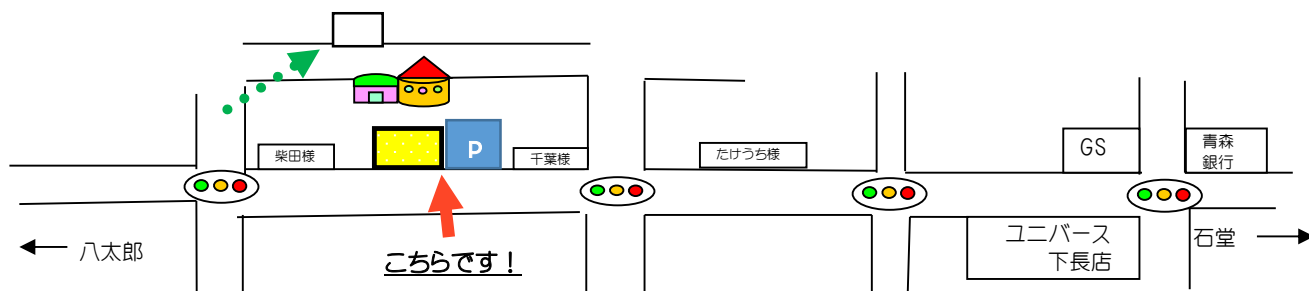 柴田様
P
千葉様
たけうち様
GS
青森
銀行
八太郎
こちらです！
ユニバース
下長店
石堂